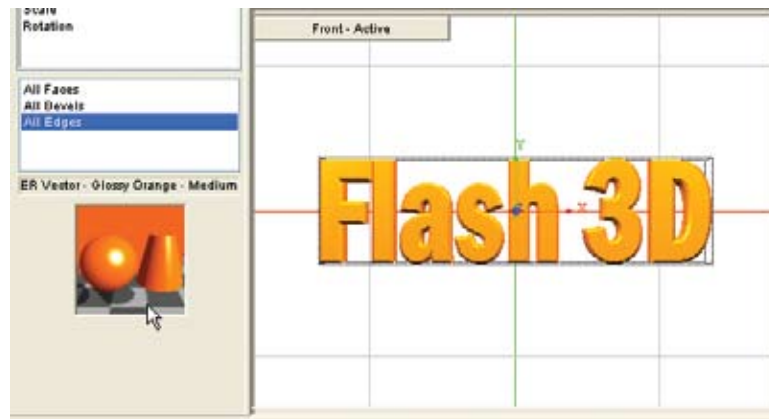 Scale
Rotation
Front - Active
All Faces
All Bevels
All Edges
ER Vector - Glossy Orange - Medium
Y
X
Flash 3D